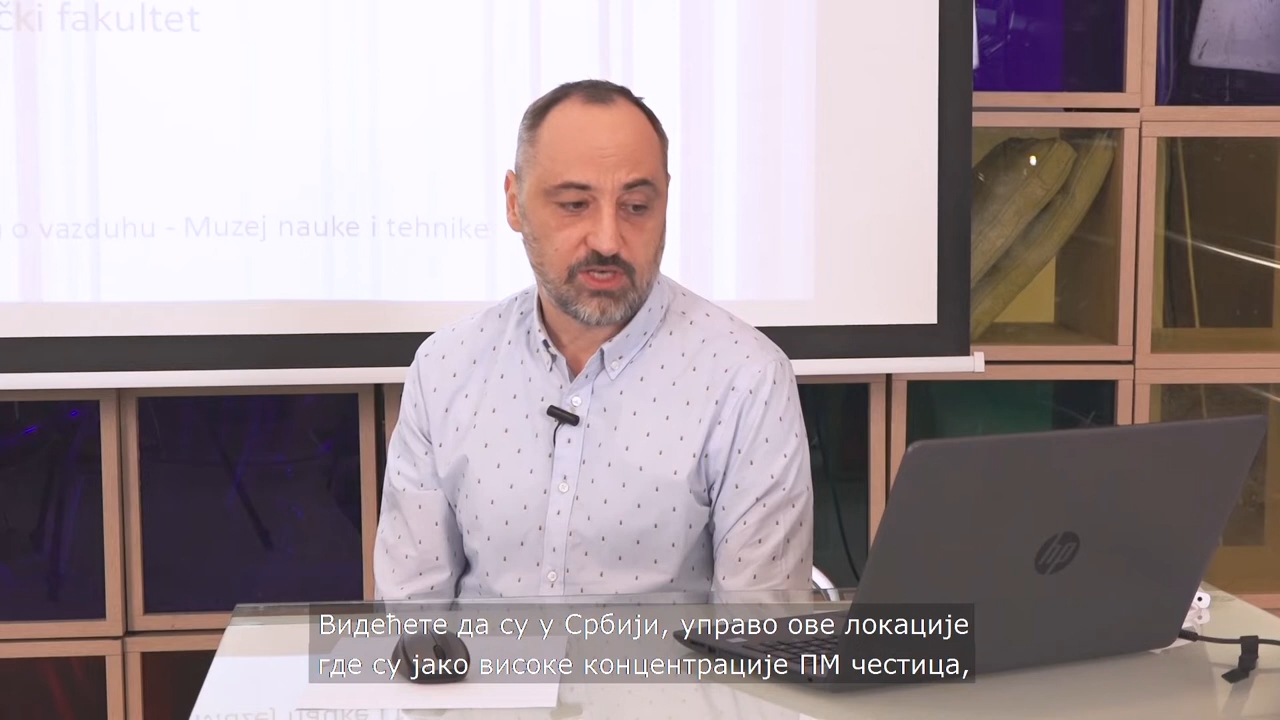 čki fakultet
o vazduhu - Muzej nauke i tehnike
hp
Видећете да су у Србији, управо ове локације
где су јако високе концентрације ПМ честица,